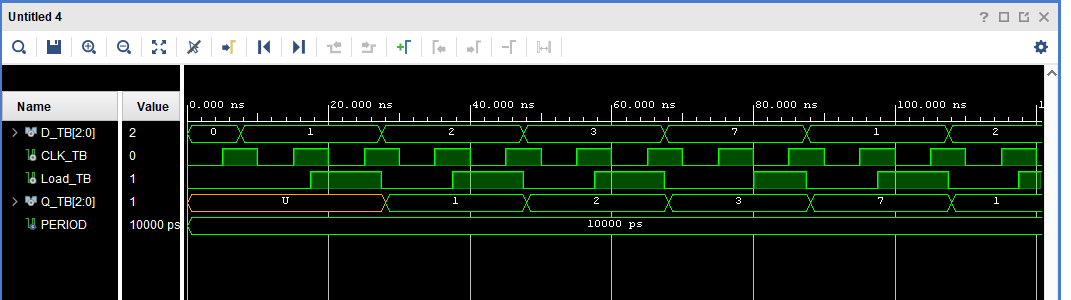 Untitled 4
Name Value
0.000 ns 20.000 ns 40.000 ns 60.000 ns 80.000 ns 100.000 ns 1
D_TB[2:0] 2 0 1 2 3 7 1 2
CLK_TB 0
Load_TB 1
Q_TB[2:0] 1 U 1 2 3 7 1
PERIOD 10000 ps 10000 ps